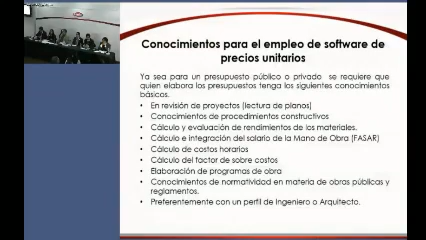 Conocimientos para el empleo de software de
precios unitarios
Ya sea para un presupuesto público o privado se requiere que
quien elabora los presupuestos tenga los siguientes conocimientos
básicos.
• En revisión de proyectos (lectura de planos)
• Conocimientos de procedimientos constructivos
• Cálculo y evaluación de rendimientos de los materiales.
• Cálculo e integración del salario de la Mano de Obra (FASAR)
• Cálculo de costos horarios
• Cálculo del factor de sobre costos
• Elaboración de programas de obra
• Conocimientos de normatividad en materia de obras públicas y
reglamentos.
• Preferentemente con un perfil de Ingeniero o Arquitecto.